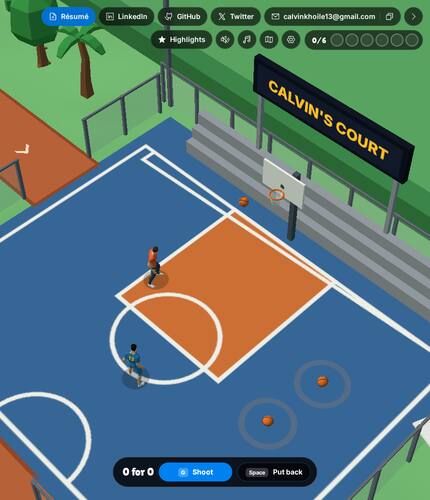 Résumé LinkedIn GitHub Twitter calvinkhoile13@gmail.com
Highlights 0/6
CALVIN'S COURT
0 for 0 G Shoot Space Put back